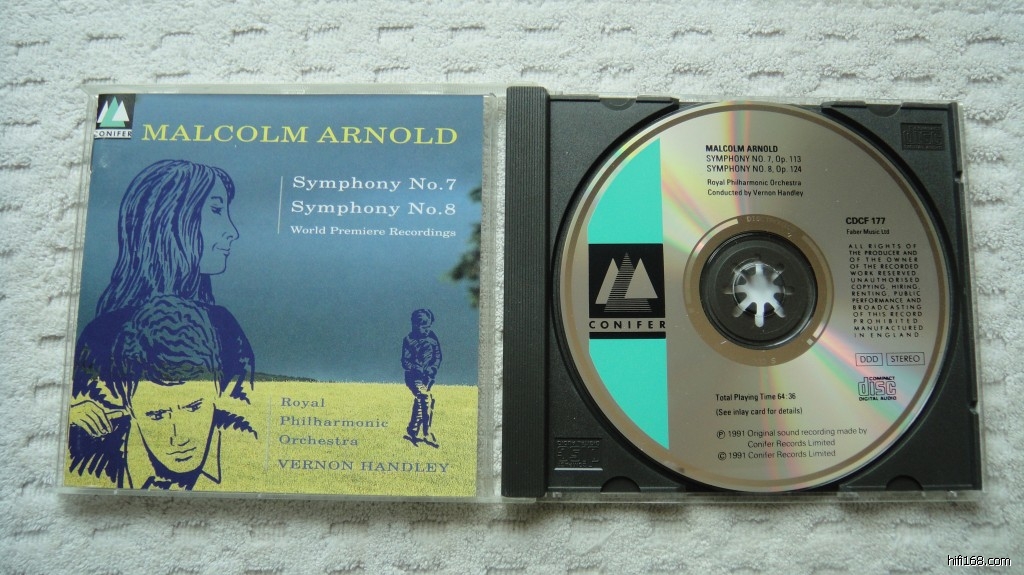 CONIFER
MALCOLM ARNOLD
Symphony No.7
Symphony No.8
World Premiere Recordings
Royal
Philharmonic
Orchestra
VERNON HANDLEY
MALCOLM ARNOLD
SYMPHONY NO. 7, Op. 113
SYMPHONY NO. 8, Op. 124
Royal Philharmonic Orchestra
Conducted by Vernon Handley
CDCF 177
Faber Music Ltd
ALL RIGHTS OF
THE PRODUCER AND
OF THE OWNER
OF THE RECORDED
WORK RESERVED.
UNAUTHORISED
COPYING, HIRING,
RENTING, PUBLIC
PERFORMANCE AND
BROADCASTING
OF THIS RECORD
PROHIBITED.
MANUFACTURED
IN ENGLAND
CONIFER
DDD STEREO
COMPACT
disc
DIGITAL AUDIO
Total Playing Time 64:36
(See inlay card for details)
℗ 1991 Original sound recording made by
Conifer Records Limited
© 1991 Conifer Records Limited
hifi168.com